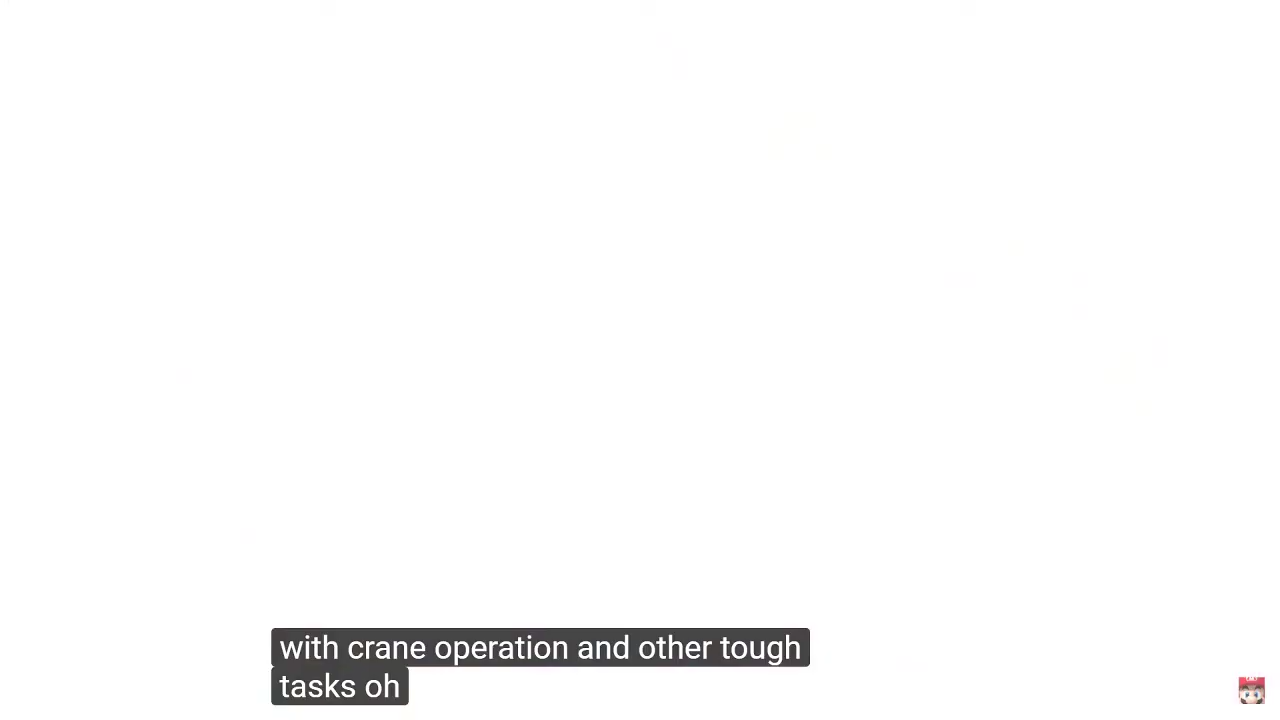 with crane operation and other tough
tasks oh